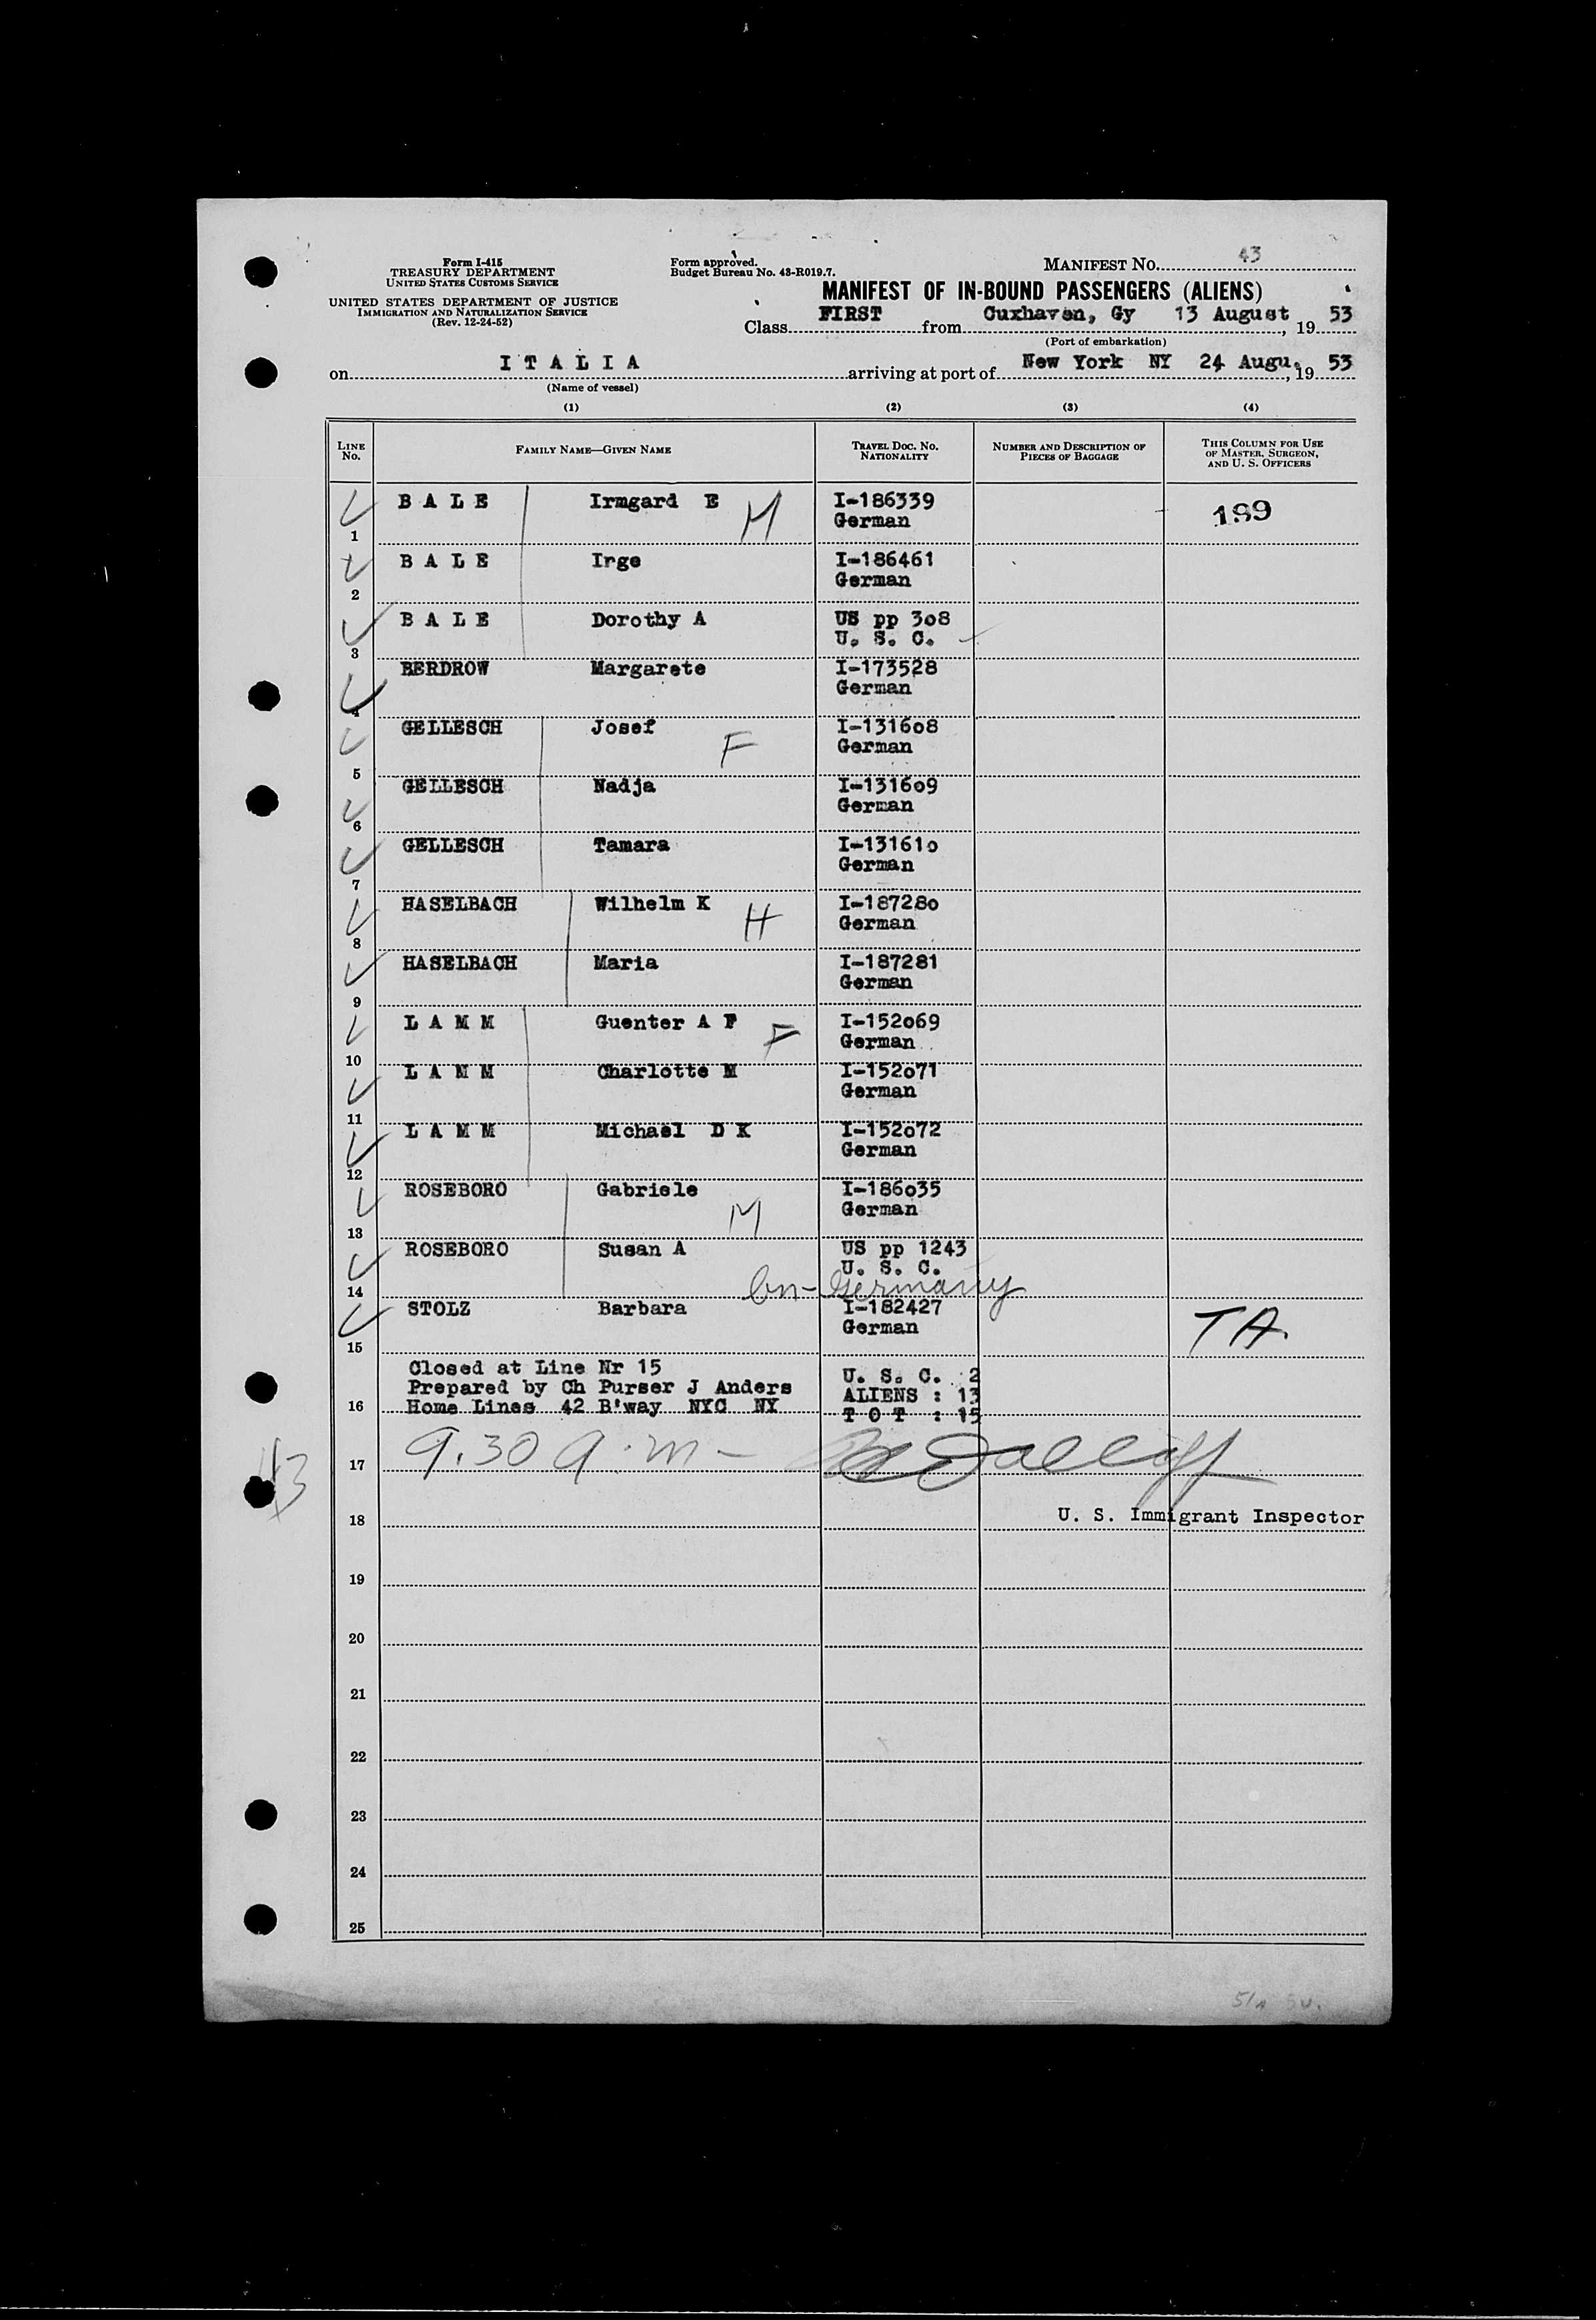 43
Form I-415
TREASURY DEPARTMENT
UNITED STATES CUSTOMS SERVICE
UNITED STATES DEPARTMENT OF JUSTICE
IMMIGRATION AND NATURALIZATION SERVICE
(Rev. 12-24-52)
Form approved.
Budget Bureau No. 43-R019.7.
MANIFEST NO.
MANIFEST OF IN-BOUND PASSENGERS (ALIENS)
Class FIRST from Cuxhaven, Gy 13 August, 19 53
(Port of embarkation)
on I T A L I A arriving at port of New York NY 24 Augu., 19 53
(Name of vessel)
(1) (2) (3) (4)
LINE No. FAMILY NAME—GIVEN NAME TRAVEL DOC. NO. NATIONALITY NUMBER AND DESCRIPTION OF PIECES OF BAGGAGE THIS COLUMN FOR USE OF MASTER, SURGEON, AND U. S. OFFICERS
1 B A L E Irmgard E M I-186339 German 199
2 B A L E Irge I-186461 German
3 B A L E Dorothy A US pp 308 U. S. C.
4 BERDROW Margarete I-173528 German
5 GELLESCH Josef F I-131608 German
6 GELLESCH Nadja I-131609 German
7 GELLESCH Tamara I-131610 German
8 HASELBACH Wilhelm K H I-187280 German
9 HASELBACH Maria I-187281 German
10 L A M M Guenter A F F I-152069 German
11 L A M M Charlotte M I-152071 German
12 L A M M Michael D K I-152072 German
13 ROSEBORO Gabriele M I-186035 German
14 ROSEBORO Susan A US pp 1243 U. S. C.
Germany
15 STOLZ Barbara I-182427 German TA.
Closed at Line Nr 15 U. S. C. 2
Prepared by Ch Purser J Anders ALIENS : 13
16 Home Lines 42 B'way NYC NY T O T : 15
17 9.30 a.m-
43
18 U. S. Immigrant Inspector
19
20
21
22
23
24
25